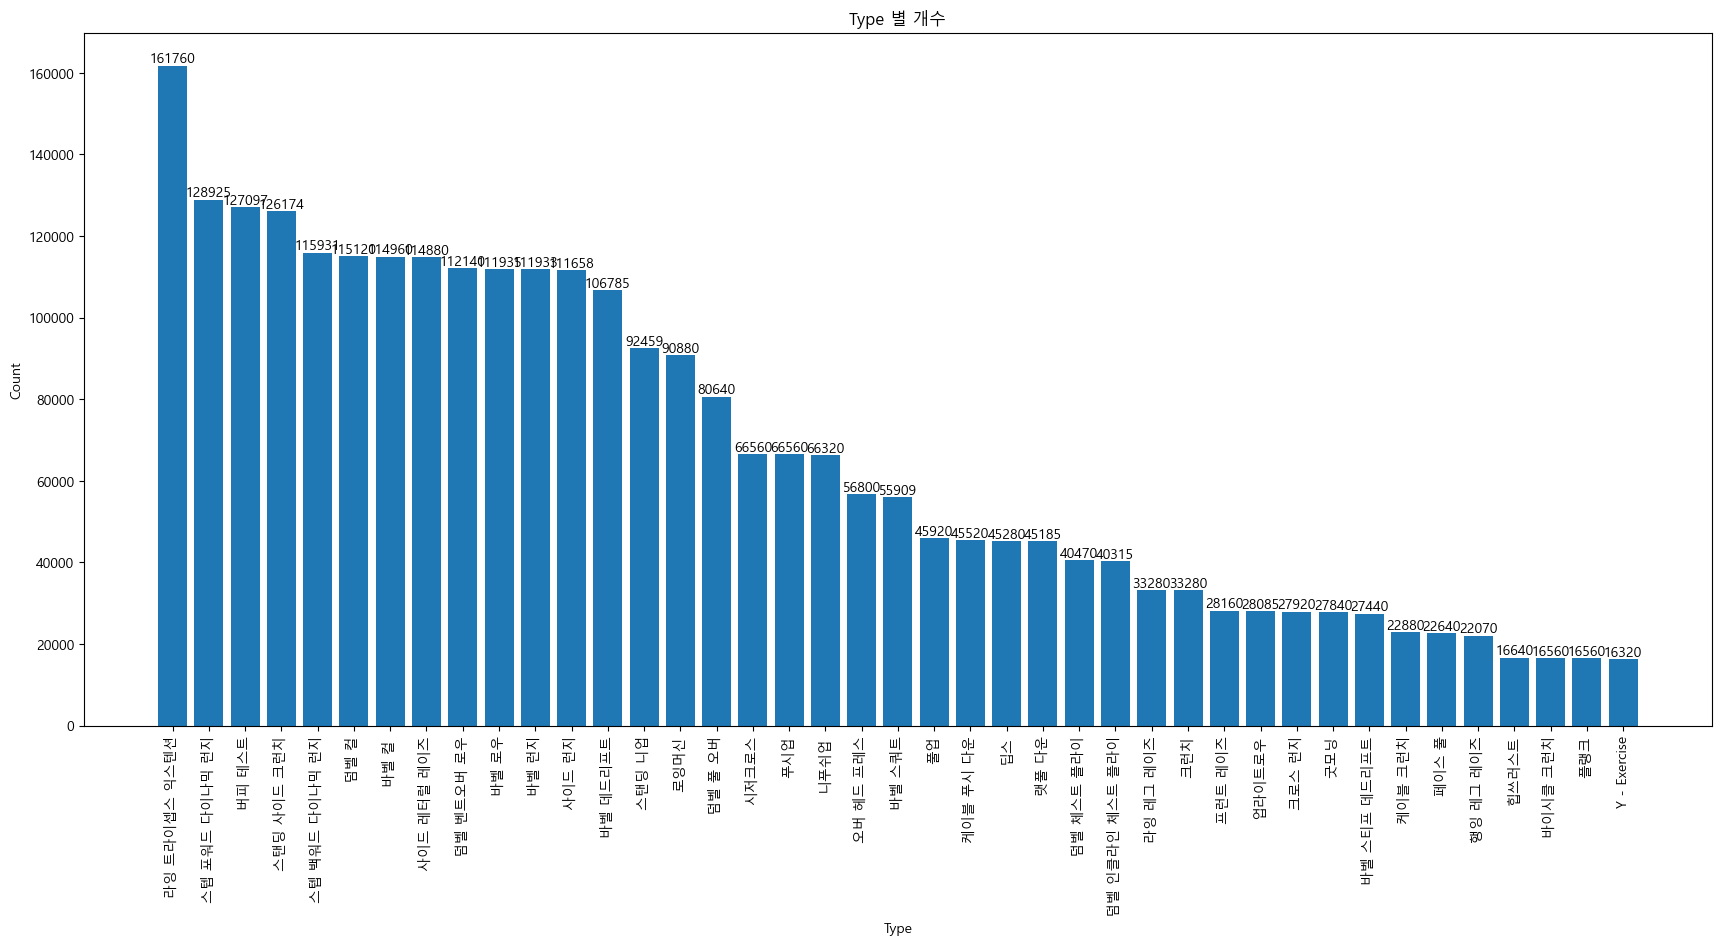 Type 별 개수
Count
160000
140000
120000
100000
80000
60000
40000
20000
0
161760
128925
127097
126174
115931
115120
114960
114880
112140
111935
111933
111658
106785
92459
90880
80640
66560
66560
66320
56800
55909
45920
45520
45280
45185
40470
40315
33280
33280
28160
28085
27920
27840
27440
22880
22640
22070
16640
16560
16560
16320
라잉 트라이셉스 익스텐션
스텝 포워드 다이나믹 런지
버피 테스트
스탠딩 사이드 크런치
스텝 백워드 다이나믹 런지
덤벨 컬
바벨 컬
사이드 레터럴 레이즈
덤벨 벤트오버 로우
바벨 로우
바벨 런지
사이드 런지
바벨 데드리프트
스탠딩 니업
로잉머신
덤벨 풀 오버
시저크로스
푸시업
니푸쉬업
오버 헤드 프레스
바벨 스쿼트
풀업
케이블 푸시 다운
딥스
랫풀 다운
덤벨 체스트 플라이
덤벨 인클라인 체스트 플라이
라잉 레그 레이즈
크런치
프런트 레이즈
업라이트로우
크로스 런지
굿모닝
바벨 스티프 데드리프트
케이블 크런치
페이스 풀
행잉 레그 레이즈
힙쓰러스트
바이시클 크런치
플랭크
Y - Exercise
Type